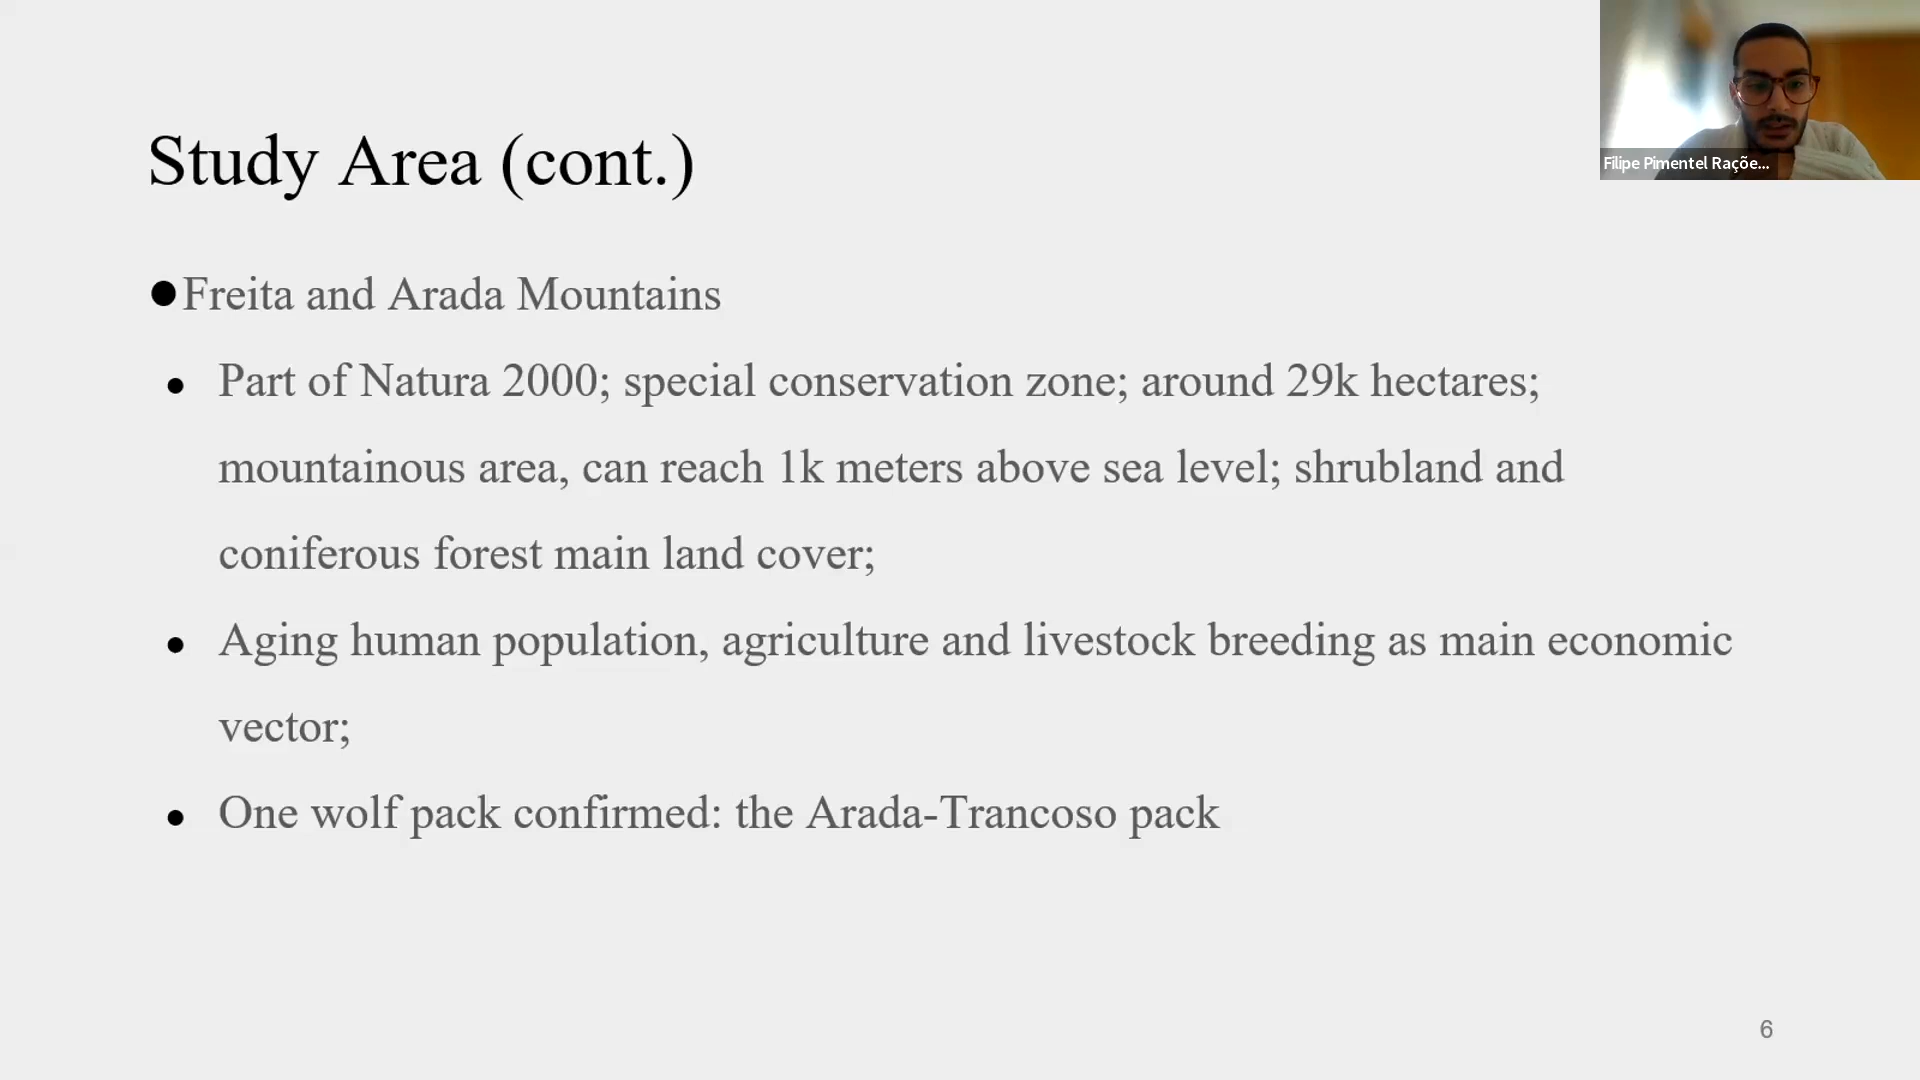 Study Area (cont.)
Filipe Pimentel Raçõe...
●Freita and Arada Mountains
● Part of Natura 2000; special conservation zone; around 29k hectares;
mountainous area, can reach 1k meters above sea level; shrubland and
coniferous forest main land cover;
● Aging human population, agriculture and livestock breeding as main economic
vector;
● One wolf pack confirmed: the Arada-Trancoso pack
6